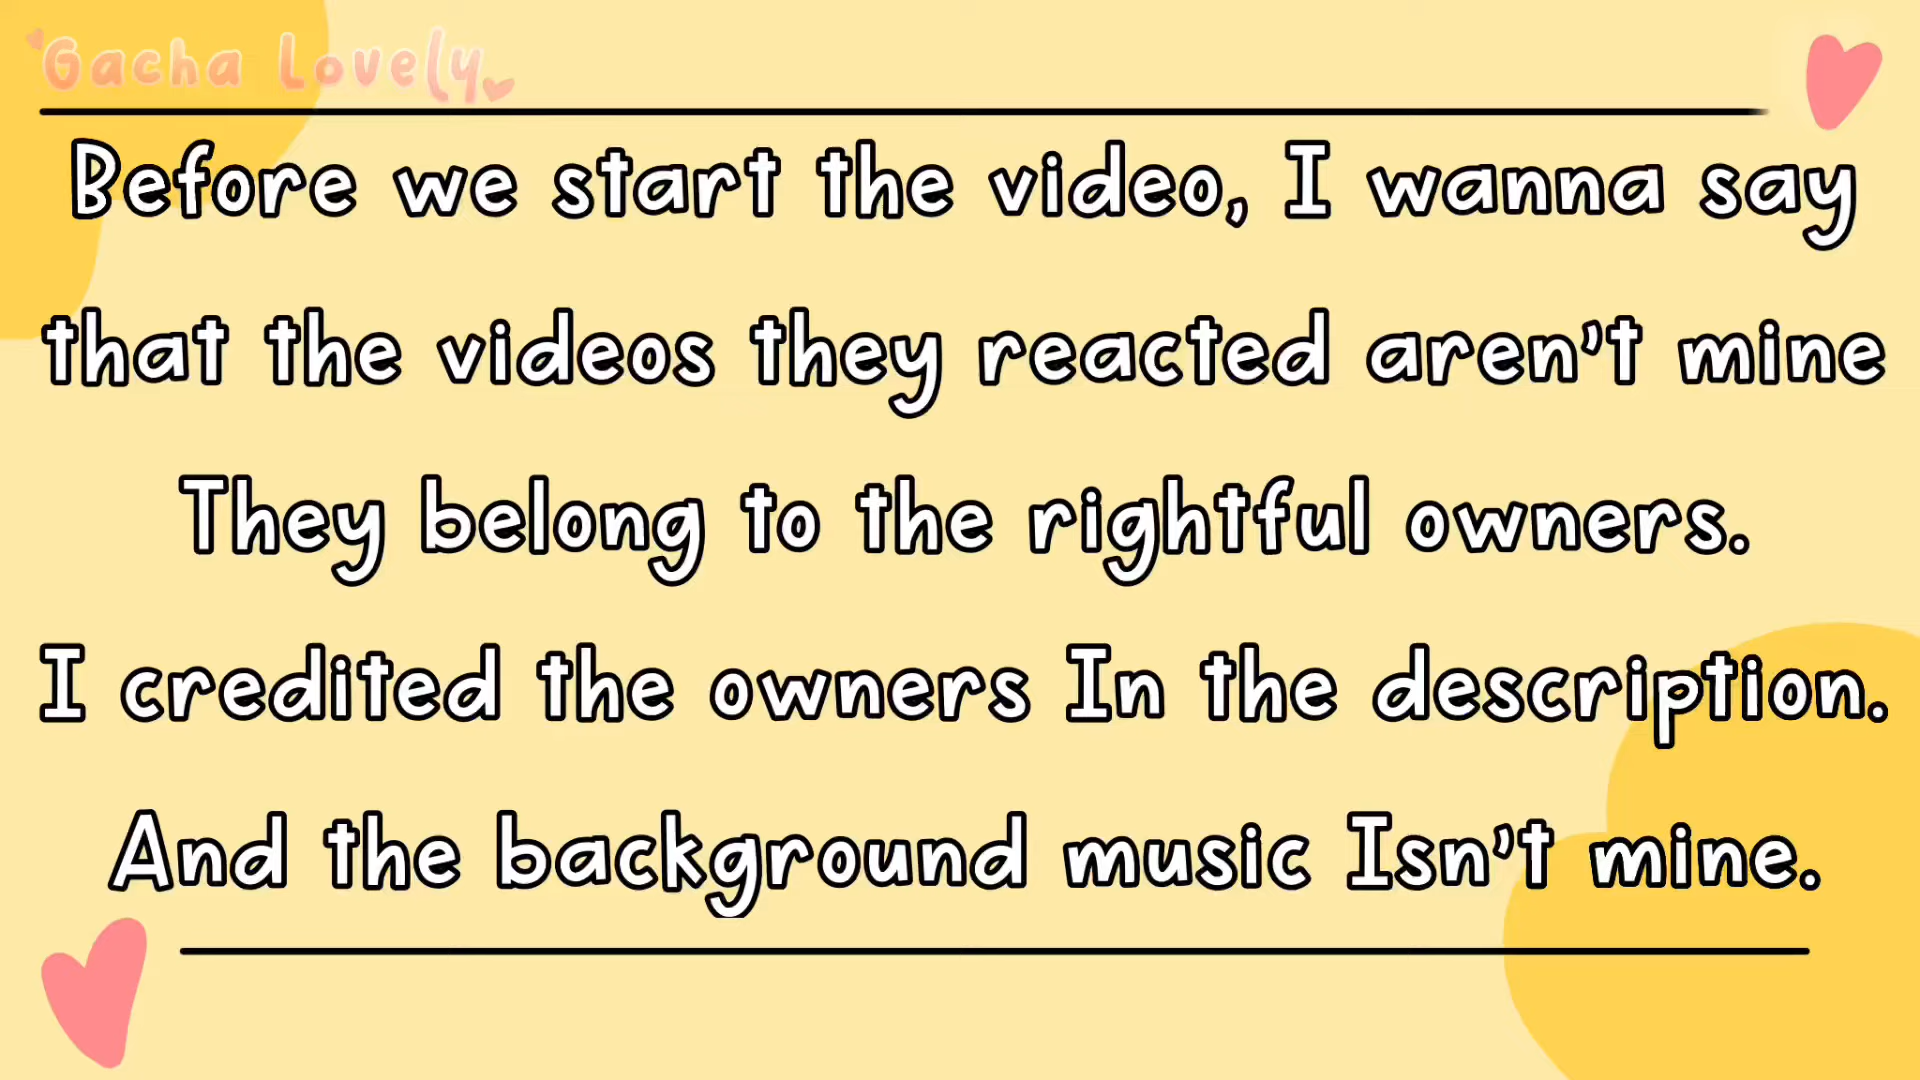 Gacha Lovely
Before we start the video, I wanna say
that the videos they reacted aren't mine
They belong to the rightful owners.
I credited the owners In the description.
And the background music Isn't mine.